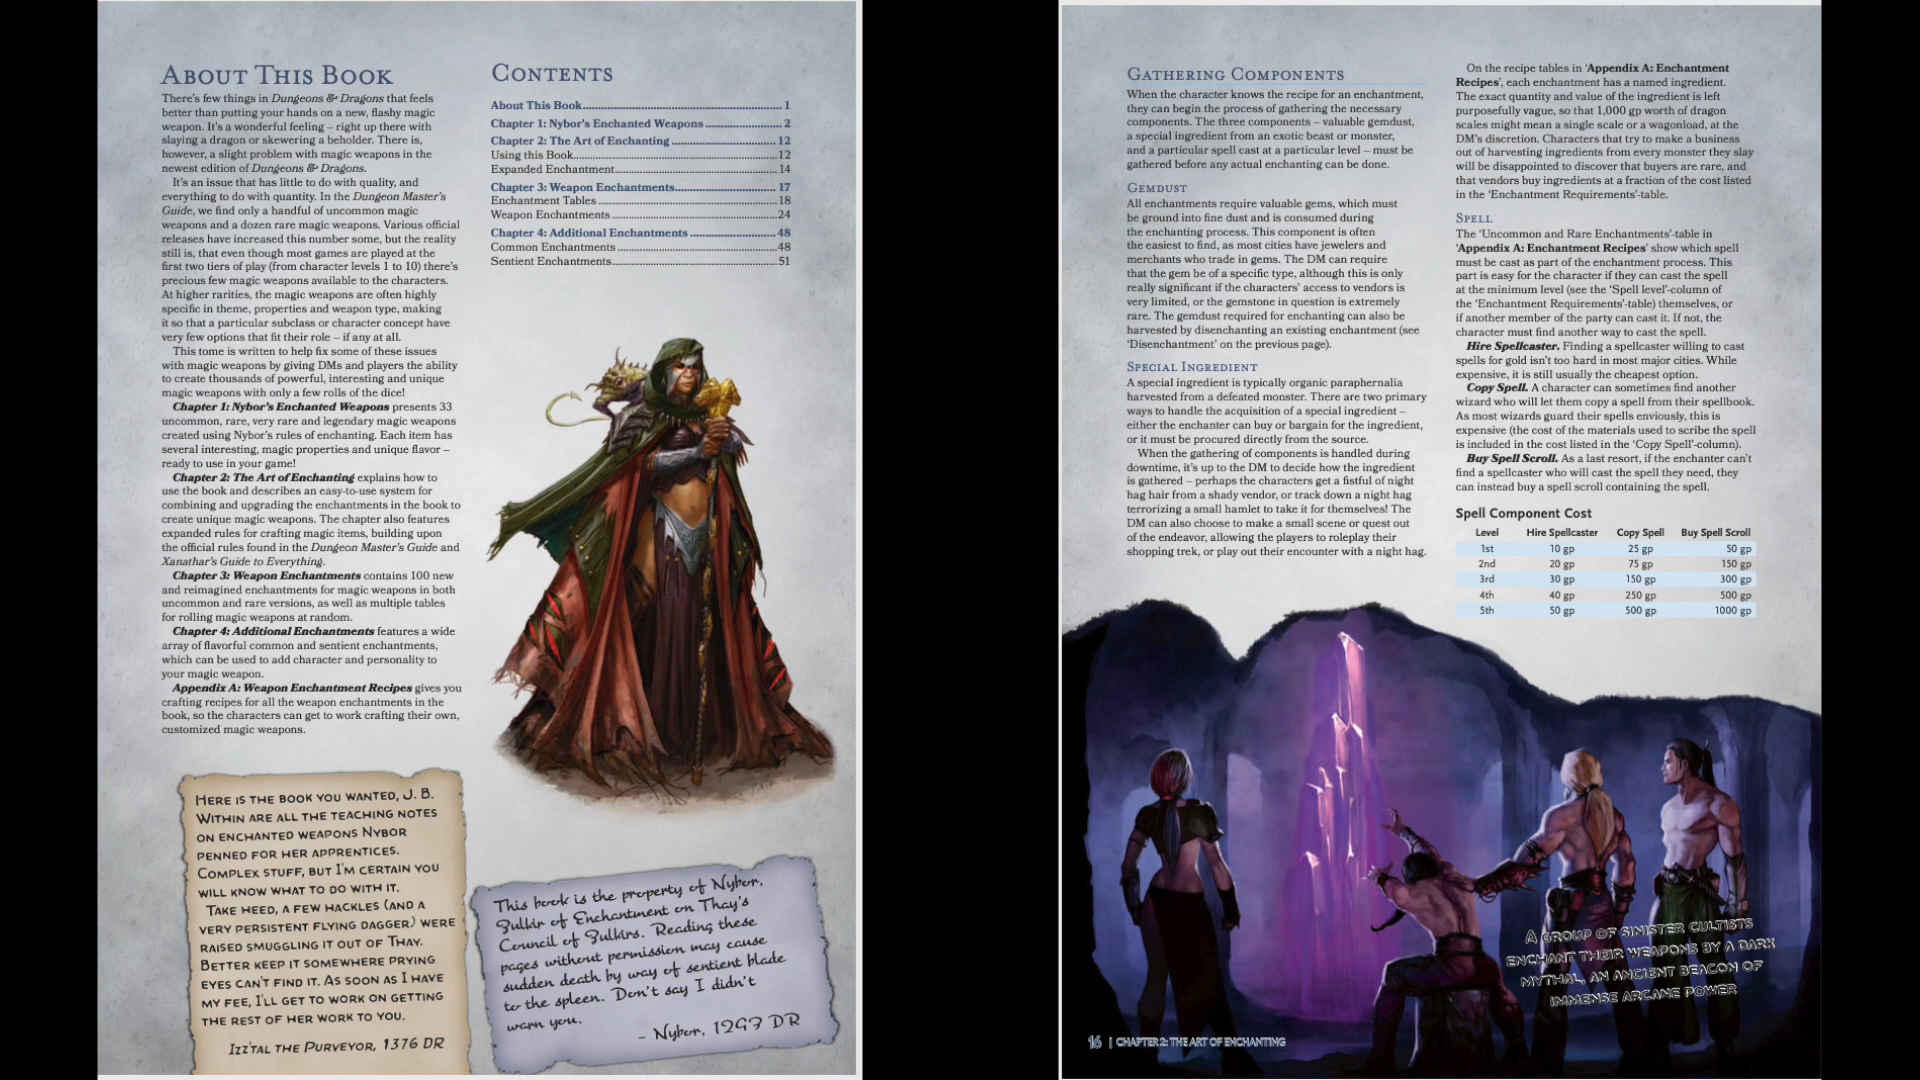 About This Book
There's few things in Dungeons & Dragons that feels
better than putting your hands on a new, flashy magic
weapon. It's a wonderful feeling – right up there with
slaying a dragon or skewering a beholder. There is,
however, a slight problem with magic weapons in the
newest edition of Dungeons & Dragons.
It's an issue that has little to do with quality, and
everything to do with quantity. In the Dungeon Master's
Guide, we find only a handful of uncommon magic
weapons and a dozen rare magic weapons. Various official
releases have increased this number some, but the reality
still is, that even though most games are played at the
first two tiers of play (from character levels 1 to 10) there's
precious few magic weapons available to the characters.
At higher rarities, the magic weapons are often highly
specific in theme, properties and weapon type, making
it so that a particular subclass or character concept have
very few options that fit their role – if any at all.
This tome is written to help fix some of these issues
with magic weapons by giving DMs and players the ability
to create thousands of powerful, interesting and unique
magic weapons with only a few rolls of the dice!
Chapter 1: Nybor's Enchanted Weapons presents 33
uncommon, rare, very rare and legendary magic weapons
created using Nybor's rules of enchanting. Each item has
several interesting, magic properties and unique flavor –
ready to use in your game!
Chapter 2: The Art of Enchanting explains how to
use the book and describes an easy-to-use system for
combining and upgrading the enchantments in the book to
create unique magic weapons. The chapter also features
expanded rules for crafting magic items, building upon
the official rules found in the Dungeon Master's Guide and
Xanathar's Guide to Everything.
Chapter 3: Weapon Enchantments contains 100 new
and reimagined enchantments for magic weapons in both
uncommon and rare versions, as well as multiple tables
for rolling magic weapons at random.
Chapter 4: Additional Enchantments features a wide
array of flavorful common and sentient enchantments,
which can be used to add character and personality to
your magic weapon.
Appendix A: Weapon Enchantment Recipes gives you
crafting recipes for all the weapon enchantments in the
book, so the characters can get to work crafting their own,
customized magic weapons.
Here is the book you wanted, J. B.
Within are all the teaching notes
on enchanted weapons Nybor
penned for her apprentices.
Complex stuff, but I'm certain you
will know what to do with it.
Take heed, a few hackles (and a
very persistent flying dagger) were
raised smuggling it out of Thay.
Better keep it somewhere prying
eyes can't find it. As soon as I have
my fee, I'll get to work on getting
the rest of her work to you.
Izz'tal the Purveyor, 1376 DR
Contents
About This Book 1
Chapter 1: Nybor's Enchanted Weapons 2
Chapter 2: The Art of Enchanting 12
Using this Book 12
Expanded Enchantment 14
Chapter 3: Weapon Enchantments 17
Enchantment Tables 18
Weapon Enchantments 24
Chapter 4: Additional Enchantments 48
Common Enchantments 48
Sentient Enchantments 51
This book is the property of Nybor,
Zulkir of Enchantment on Thay's
Council of Zulkirs. Reading these
pages without permission may cause
sudden death by way of sentient blade
to the spleen. Don't say I didn't
warn you.
– Nybor, 1293 DR
Gathering Components
When the character knows the recipe for an enchantment,
they can begin the process of gathering the necessary
components. The three components – valuable gemdust,
a special ingredient from an exotic beast or monster,
and a particular spell cast at a particular level – must be
gathered before any actual enchanting can be done.
Gemdust
All enchantments require valuable gems, which must
be ground into fine dust and is consumed during
the enchanting process. This component is often
the easiest to find, as most cities have jewelers and
merchants who trade in gems. The DM can require
that the gem be of a specific type, although this is only
really significant if the characters' access to vendors is
very limited, or the gemstone in question is extremely
rare. The gemdust required for enchanting can also be
harvested by disenchanting an existing enchantment (see
'Disenchantment' on the previous page).
Special Ingredient
A special ingredient is typically organic paraphernalia
harvested from a defeated monster. There are two primary
ways to handle the acquisition of a special ingredient –
either the enchanter can buy or bargain for the ingredient,
or it must be procured directly from the source.
When the gathering of components is handled during
downtime, it's up to the DM to decide how the ingredient
is gathered – perhaps the characters get a fistful of night
hag hair from a shady vendor, or track down a night hag
terrorizing a small hamlet to take it for themselves! The
DM can also choose to make a small scene or quest out
of the endeavor, allowing the players to roleplay their
shopping trek, or play out their encounter with a night hag.
On the recipe tables in 'Appendix A: Enchantment
Recipes', each enchantment has a named ingredient.
The exact quantity and value of the ingredient is left
purposefully vague, so that 1,000 gp worth of dragon
scales might mean a single scale or a wagonload, at the
DM's discretion. Characters that try to make a business
out of harvesting ingredients from every monster they slay
will be disappointed to discover that buyers are rare, and
that vendors buy ingredients at a fraction of the cost listed
in the 'Enchantment Requirements'-table.
Spell
The 'Uncommon and Rare Enchantments'-table in
'Appendix A: Enchantment Recipes' show which spell
must be cast as part of the enchantment process. This
part is easy for the character if they can cast the spell
at the minimum level (see the 'Spell level'-column of
the 'Enchantment Requirements'-table) themselves, or
if another member of the party can cast it. If not, the
character must find another way to cast the spell.
Hire Spellcaster. Finding a spellcaster willing to cast
spells for gold isn't too hard in most major cities. While
expensive, it is still usually the cheapest option.
Copy Spell. A character can sometimes find another
wizard who will let them copy a spell from their spellbook.
As most wizards guard their spells enviously, this is
expensive (the cost of the materials used to scribe the spell
is included in the cost listed in the 'Copy Spell'-column).
Buy Spell Scroll. As a last resort, if the enchanter can't
find a spellcaster who will cast the spell they need, they
can instead buy a spell scroll containing the spell.
Spell Component Cost
Level Hire Spellcaster Copy Spell Buy Spell Scroll
1st 10 gp 25 gp 50 gp
2nd 20 gp 75 gp 150 gp
3rd 30 gp 150 gp 300 gp
4th 40 gp 250 gp 500 gp
5th 50 gp 500 gp 1000 gp
A group of sinister cultists
enchant their weapons by a dark
mythal, an ancient beacon of
immense arcane power
16 | Chapter 2: The Art of Enchanting